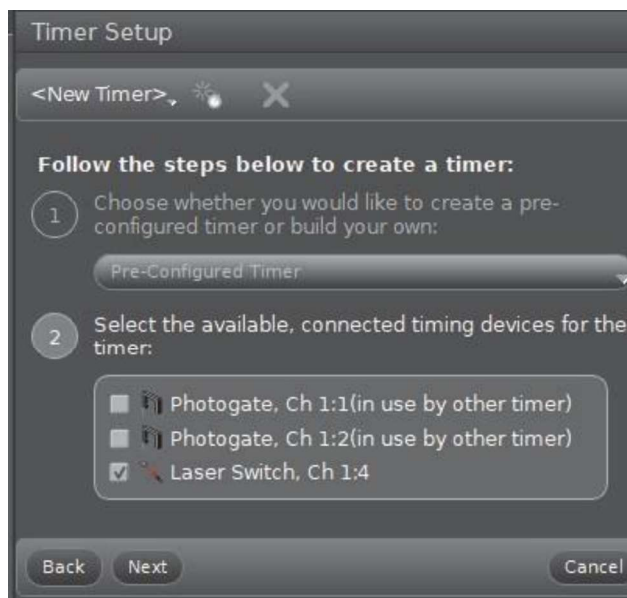 Timer Setup
<New Timer>
Follow the steps below to create a timer:
1
Choose whether you would like to create a pre-
configured timer or build your own:
Pre-Configured Timer
2
Select the available, connected timing devices for the
timer:
Photogate, Ch 1:1(in use by other timer)
Photogate, Ch 1:2(in use by other timer)
Laser Switch, Ch 1:4
Back Next Cancel